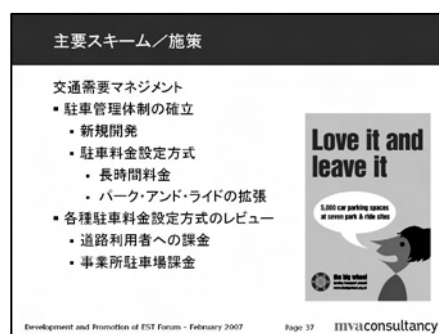 主要スキーム／施策
交通需要マネジメント
▪ 駐車管理体制の確立
▪ 新規開発
▪ 駐車料金設定方式
• 長時間料金
• パーク・アンド・ライドの拡張
▪ 各種駐車料金設定方式のレビュー
▪ 道路利用者への課金
▪ 事業所駐車場課金
Love it and
leave it
5,000 car parking spaces
at seven park & ride sites
the big wheel
Development and Promotion of EST Forum - February 2007
Page 37
mvaconsultancy